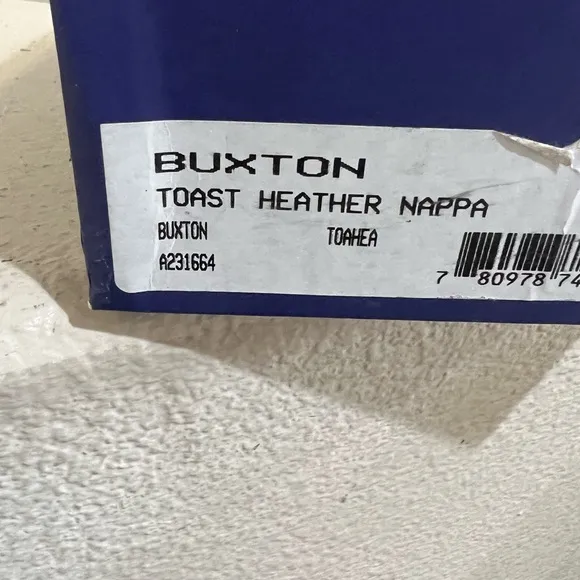 BUXTON
TOAST HEATHER NAPPA
BUXTON TOAHEA
A231664
7 80978 74